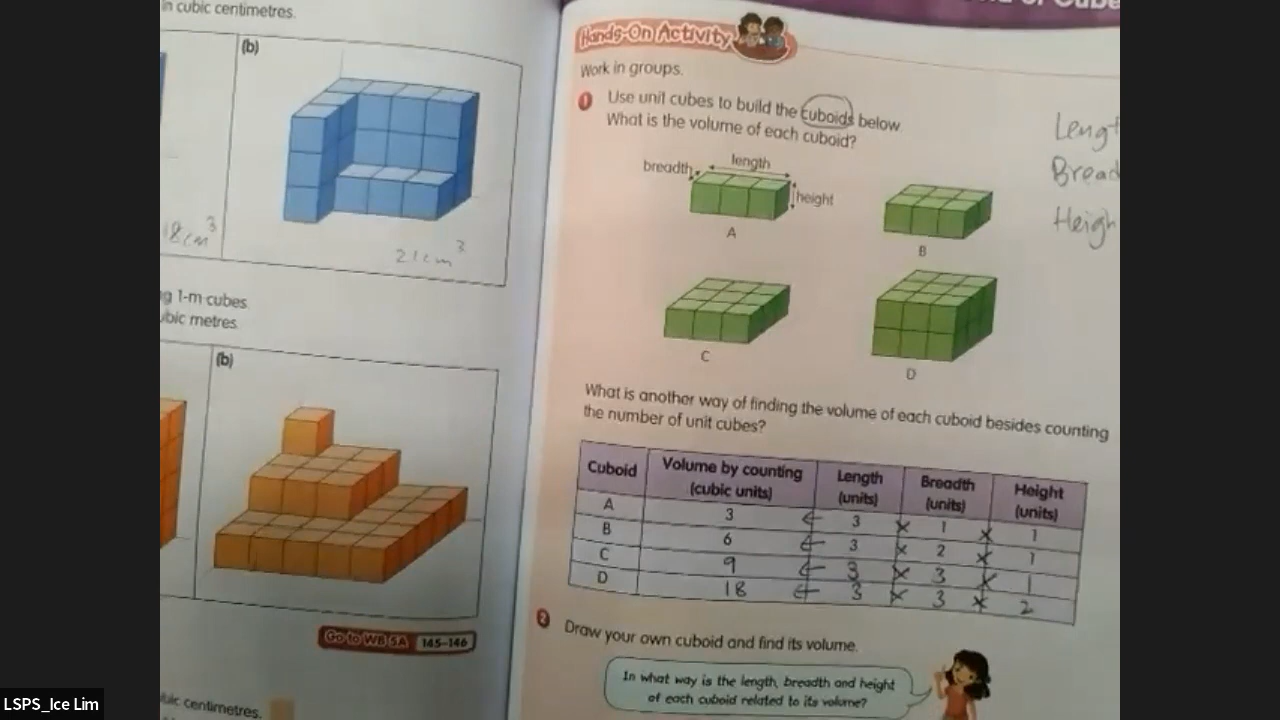 in cubic centimetres.
(b)
18cm³
21cm³
g 1-m cubes
ubic metres.
(b)
Go to WB 5A 145–146
bic centimetres.
Hands-On Activity
Work in groups.
1 Use unit cubes to build the cuboids below.
What is the volume of each cuboid?
breadth length
height
A
B
C
D
Lengt
Bread
Heigh
What is another way of finding the volume of each cuboid besides counting
the number of unit cubes?
Cuboid Volume by counting (cubic units) Length (units) Breadth (units) Height (units)
A 3 ← 3 × 1 × 1
B 6 ← 3 × 2 × 1
C 9 ← 3 × 3 × 1
D 18 ← 3 × 3 × 2
2 Draw your own cuboid and find its volume.
In what way is the length, breadth and height
of each cuboid related to its volume?
LSPS_Ice Lim